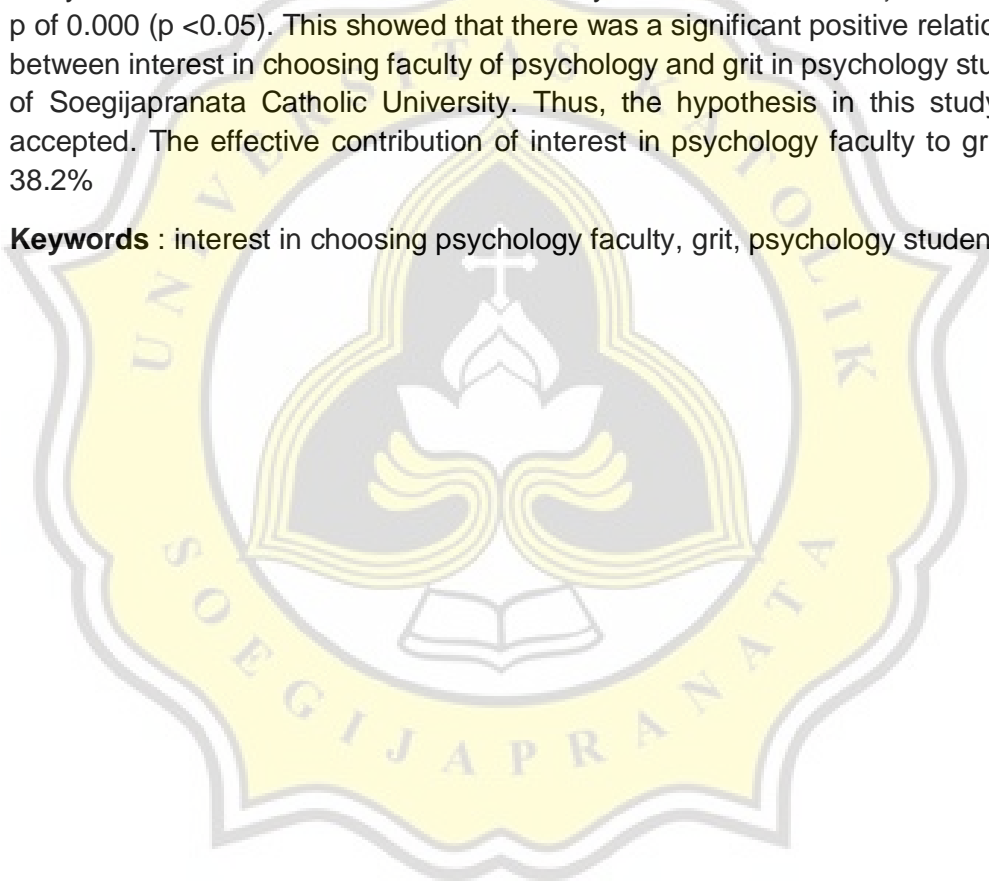 p of 0.000 (p <0.05). This showed that there was a significant positive relatio
between interest in choosing faculty of psychology and grit in psychology stu
of Soegijapranata Catholic University. Thus, the hypothesis in this study
accepted. The effective contribution of interest in psychology faculty to gr
38.2%
Keywords : interest in choosing psychology faculty, grit, psychology studen
UNIVERSITAS KATOLIK
SOEGIJAPRANATA